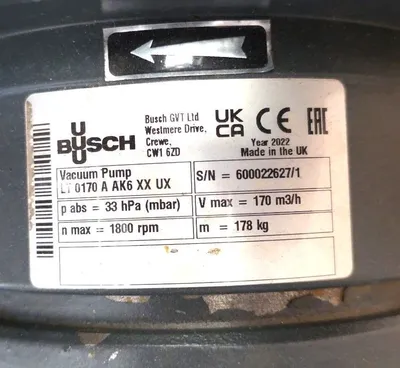 BUSCH
Busch GVT Ltd
Westmere Drive,
Crewe,
CW1 6ZD
UK
CA
CE
EAC
Year 2022
Made in the UK
Vacuum Pump
LT 0170 A AK6 XX UX
S/N = 600022627/1
p abs = 33 hPa (mbar)
V max = 170 m3/h
n max = 1800 rpm
m = 178 kg